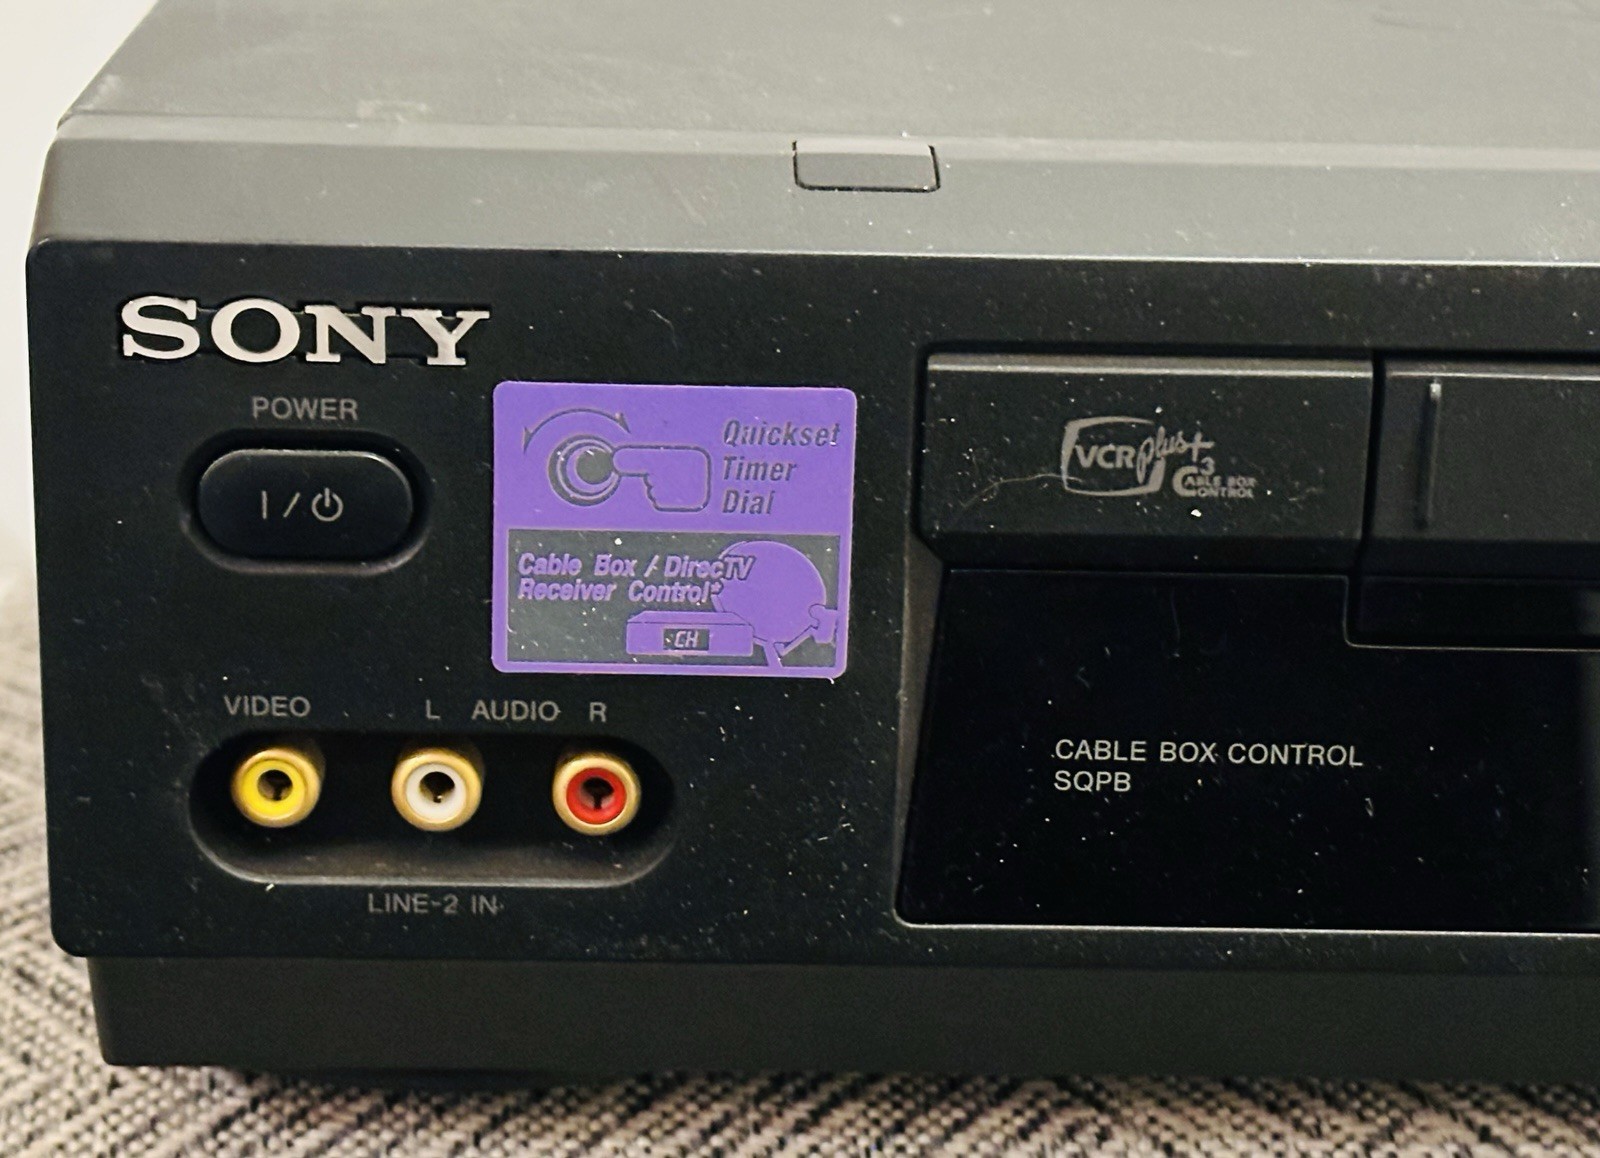 SONY
POWER
I/⏻
Quickset
Timer
Dial
Cable Box / DirecTV
Receiver Control*
CH
VCR Plus+
3
CABLE BOX
CONTROL
VIDEO L AUDIO R
LINE-2 IN
CABLE BOX CONTROL
SQPB